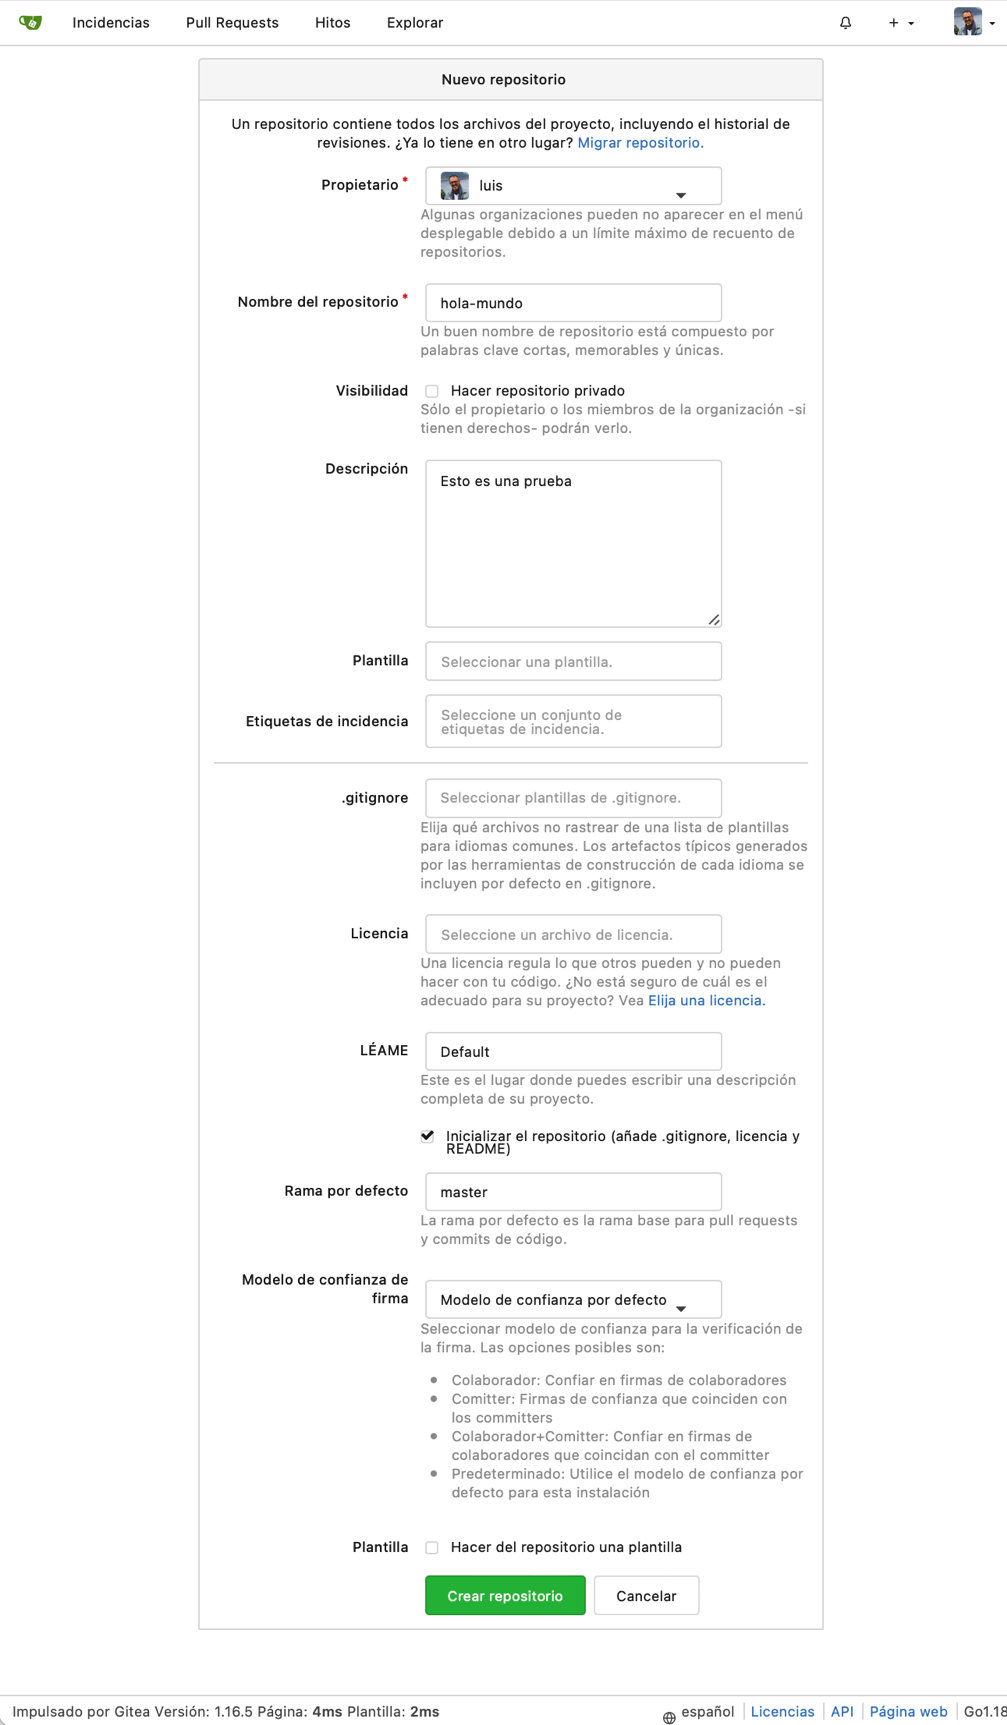 Incidencias Pull Requests Hitos Explorar
Nuevo repositorio
Un repositorio contiene todos los archivos del proyecto, incluyendo el historial de
revisiones. ¿Ya lo tiene en otro lugar? Migrar repositorio.
Propietario * luis
Algunas organizaciones pueden no aparecer en el menú
desplegable debido a un límite máximo de recuento de
repositorios.
Nombre del repositorio * hola-mundo
Un buen nombre de repositorio está compuesto por
palabras clave cortas, memorables y únicas.
Visibilidad Hacer repositorio privado
Sólo el propietario o los miembros de la organización -si
tienen derechos- podrán verlo.
Descripción
Esto es una prueba
Plantilla Seleccionar una plantilla.
Etiquetas de incidencia Seleccione un conjunto de
etiquetas de incidencia.
.gitignore Seleccionar plantillas de .gitignore.
Elija qué archivos no rastrear de una lista de plantillas
para idiomas comunes. Los artefactos típicos generados
por las herramientas de construcción de cada idioma se
incluyen por defecto en .gitignore.
Licencia Seleccione un archivo de licencia.
Una licencia regula lo que otros pueden y no pueden
hacer con tu código. ¿No está seguro de cuál es el
adecuado para su proyecto? Vea Elija una licencia.
LÉAME Default
Este es el lugar donde puedes escribir una descripción
completa de su proyecto.
Inicializar el repositorio (añade .gitignore, licencia y
README)
Rama por defecto master
La rama por defecto es la rama base para pull requests
y commits de código.
Modelo de confianza de
firma
Modelo de confianza por defecto
Seleccionar modelo de confianza para la verificación de
la firma. Las opciones posibles son:
Colaborador: Confiar en firmas de colaboradores
Comitter: Firmas de confianza que coinciden con
los committers
Colaborador+Comitter: Confiar en firmas de
colaboradores que coincidan con el committer
Predeterminado: Utilice el modelo de confianza por
defecto para esta instalación
Plantilla Hacer del repositorio una plantilla
Crear repositorio Cancelar
Impulsado por Gitea Versión: 1.16.5 Página: 4ms Plantilla: 2ms español Licencias API Página web Go1.18